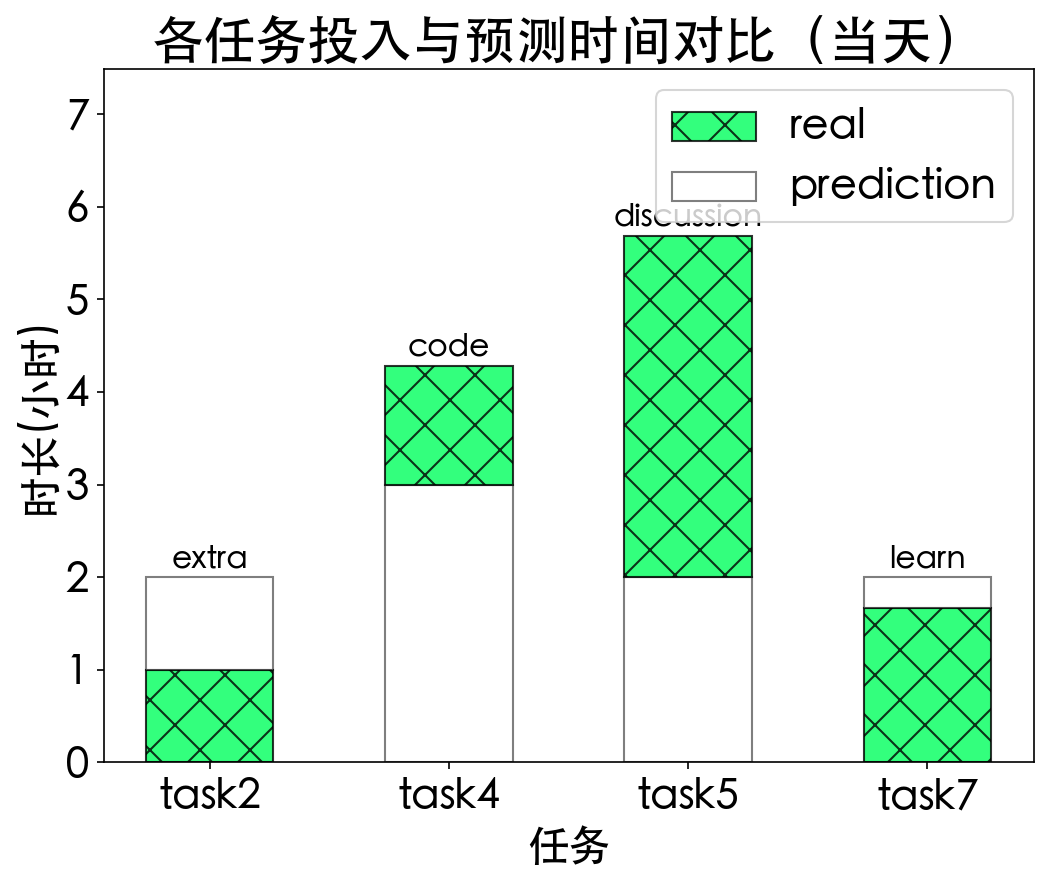 各任务投入与预测时间对比（当天）
real
prediction
discussion
code
extra
learn
时长(小时)
7
6
5
4
3
2
1
0
task2
task4
task5
task7
任务